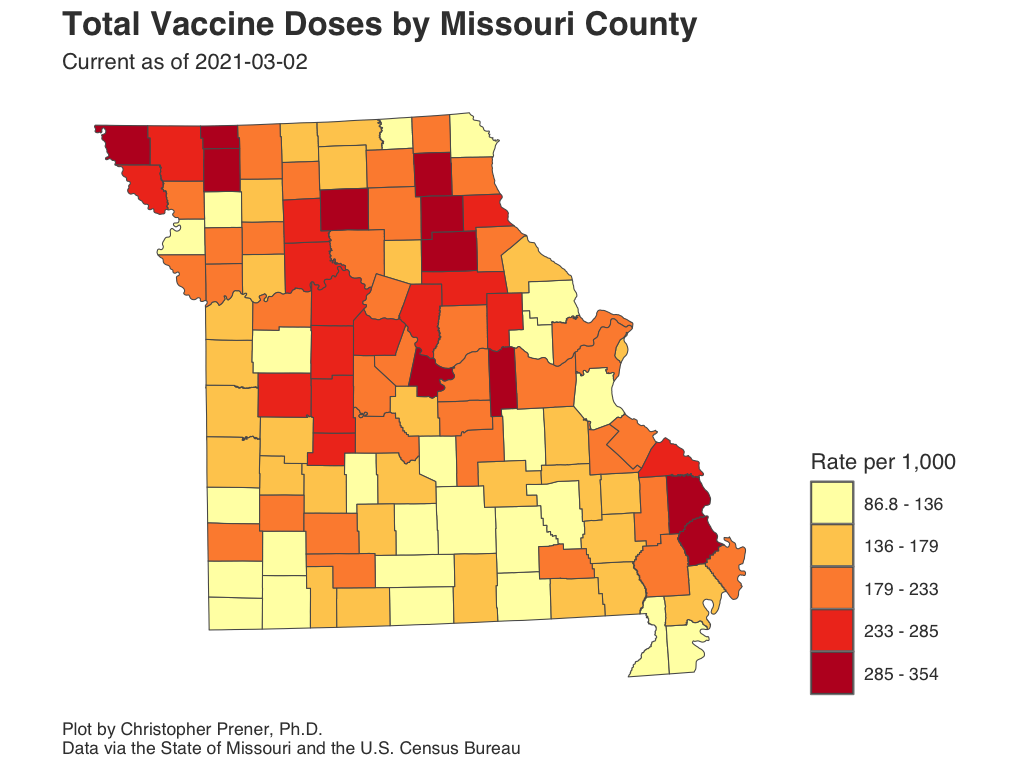 Total Vaccine Doses by Missouri County
Current as of 2021-03-02
Rate per 1,000
86.8 - 136
136 - 179
179 - 233
233 - 285
285 - 354
Plot by Christopher Prener, Ph.D.
Data via the State of Missouri and the U.S. Census Bureau